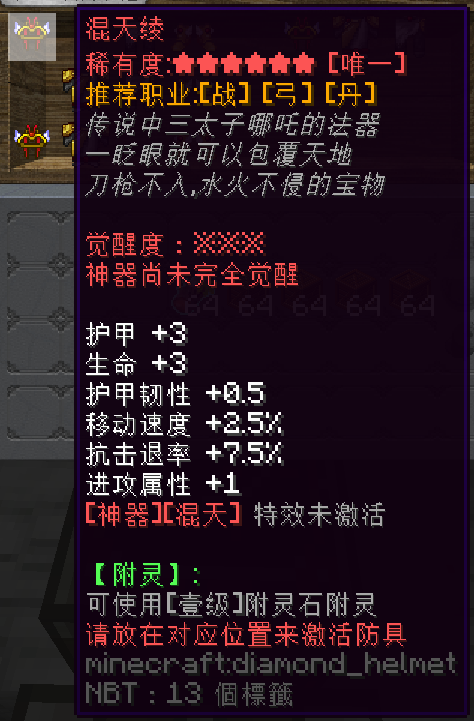 混天绫
稀有度:★★★★★★ [唯一]
推荐职业:[战] [弓] [丹]
传说中三太子哪吒的法器
一眨眼就可以包覆天地
刀枪不入,水火不侵的宝物
觉醒度：※※※
神器尚未完全觉醒
护甲 +3
生命 +3
护甲韧性 +0.5
移动速度 +2.5%
抗击退率 +7.5%
进攻属性 +1
[神器][混天] 特效未激活
【附灵】:
可使用[壹级]附灵石附灵
请放在对应位置来激活防具
minecraft:diamond_helmet
NBT：13 個標籤
64 64 64 64